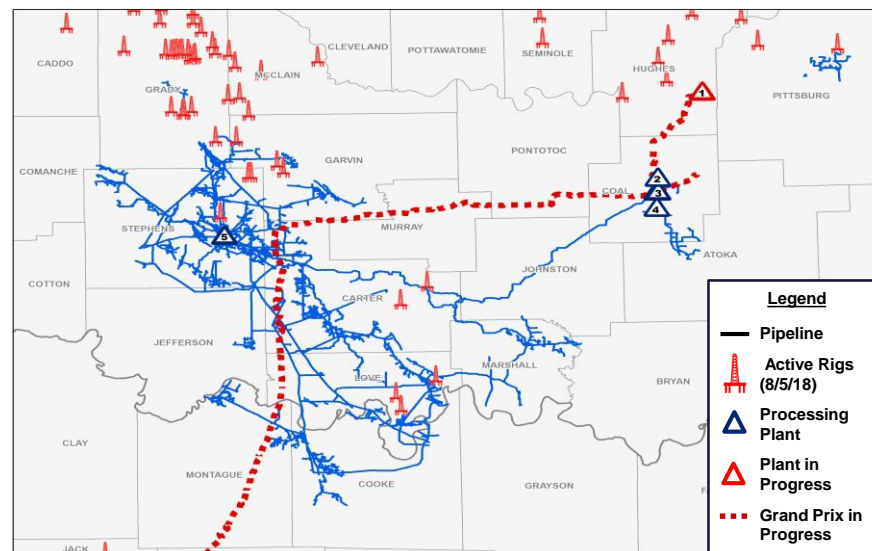 CLEVELAND
POTTAWATOMIE
SEMINOLE
CADDO
HUGHES
MCCLAIN
GRADY
PITTSBURG
1
PONTOTOC
GARVIN
COMANCHE
2
COAL
3
4
STEPHENS
MURRAY
5
ATOKA
JOHNSTON
COTTON
CARTER
JEFFERSON
MARSHALL
LOVE
BRYAN
CLAY
MONTAGUE
COOKE
GRAYSON
JACK
Legend
Pipeline
Active Rigs
(8/5/18)
Processing
Plant
Plant in
Progress
Grand Prix in
Progress